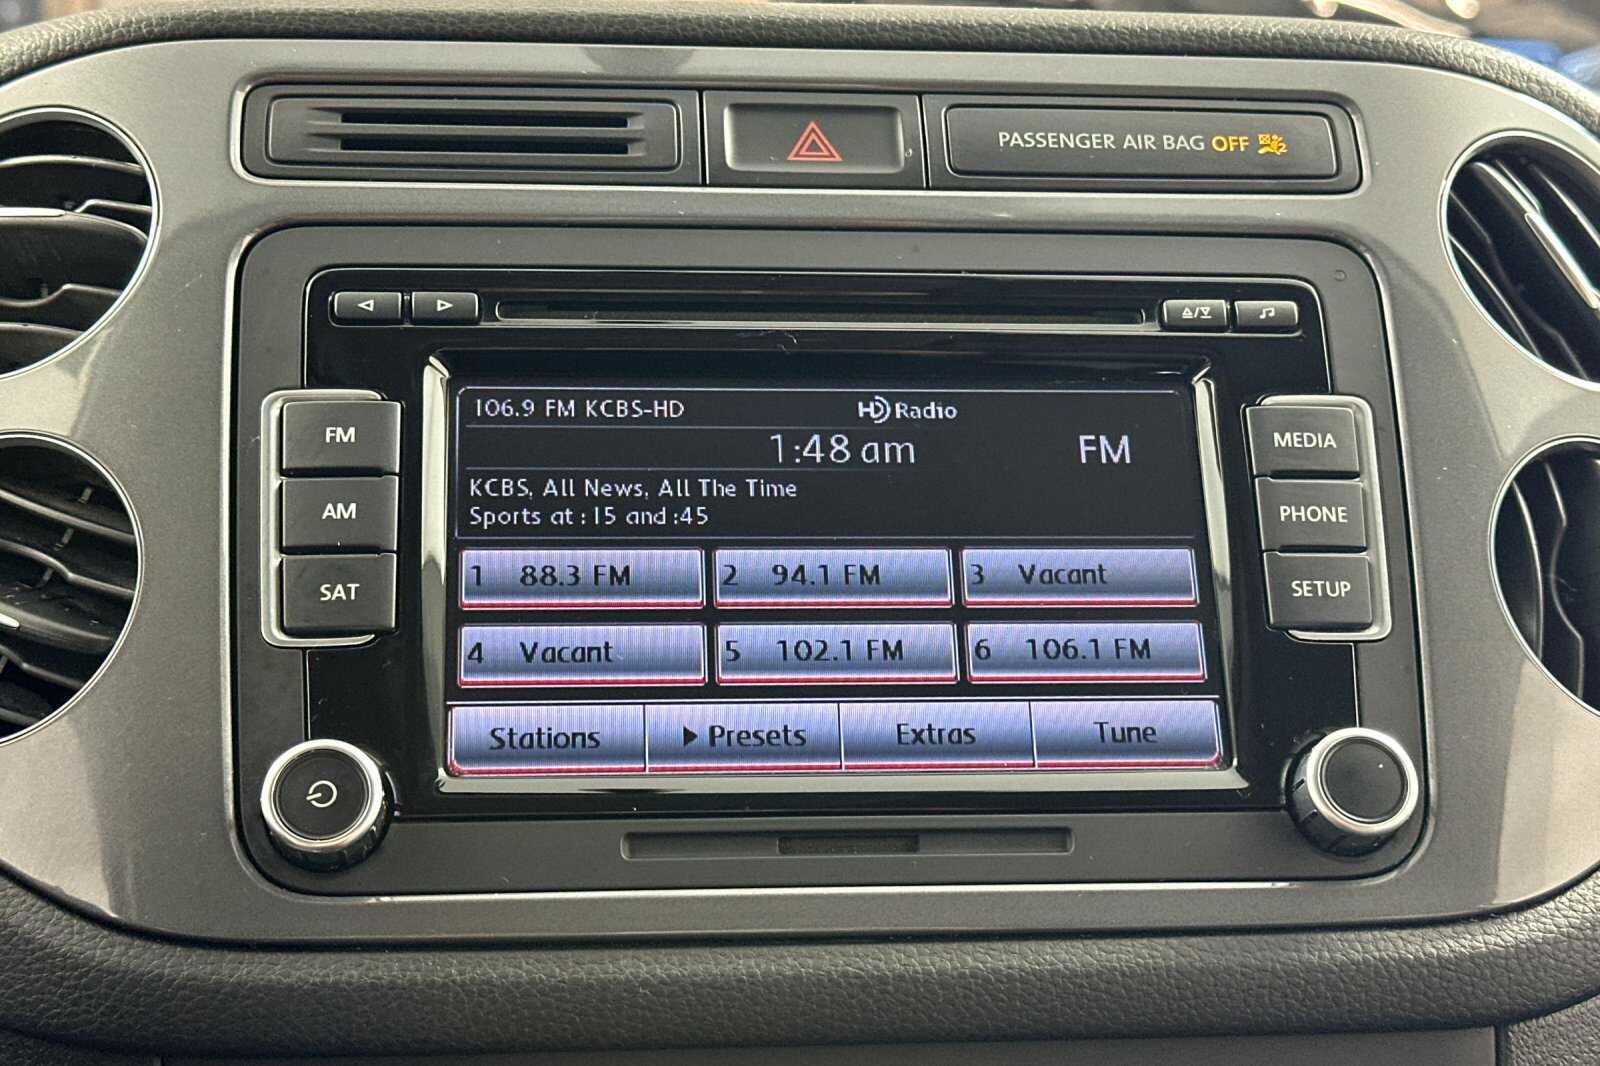 PASSENGER AIR BAG OFF
FM
AM
SAT
106.9 FM KCBS-HD HD Radio
1:48 am FM
KCBS, All News, All The Time
Sports at :15 and :45
1 88.3 FM
2 94.1 FM
3 Vacant
4 Vacant
5 102.1 FM
6 106.1 FM
Stations
Presets
Extras
Tune
MEDIA
PHONE
SETUP